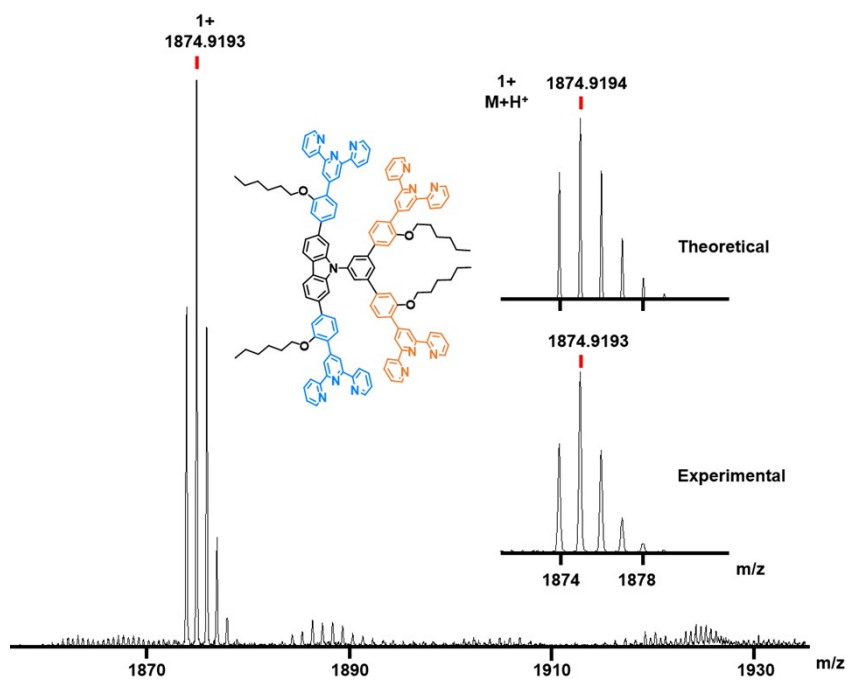 1+
1874.9193
1+
M+H⁺
1874.9194
Theoretical
1874.9193
Experimental
1874
1878
m/z
N
N
N
N
N
N
O
O
N
O
O
N
N
N
N
N
N
1870
1890
1910
1930
m/z